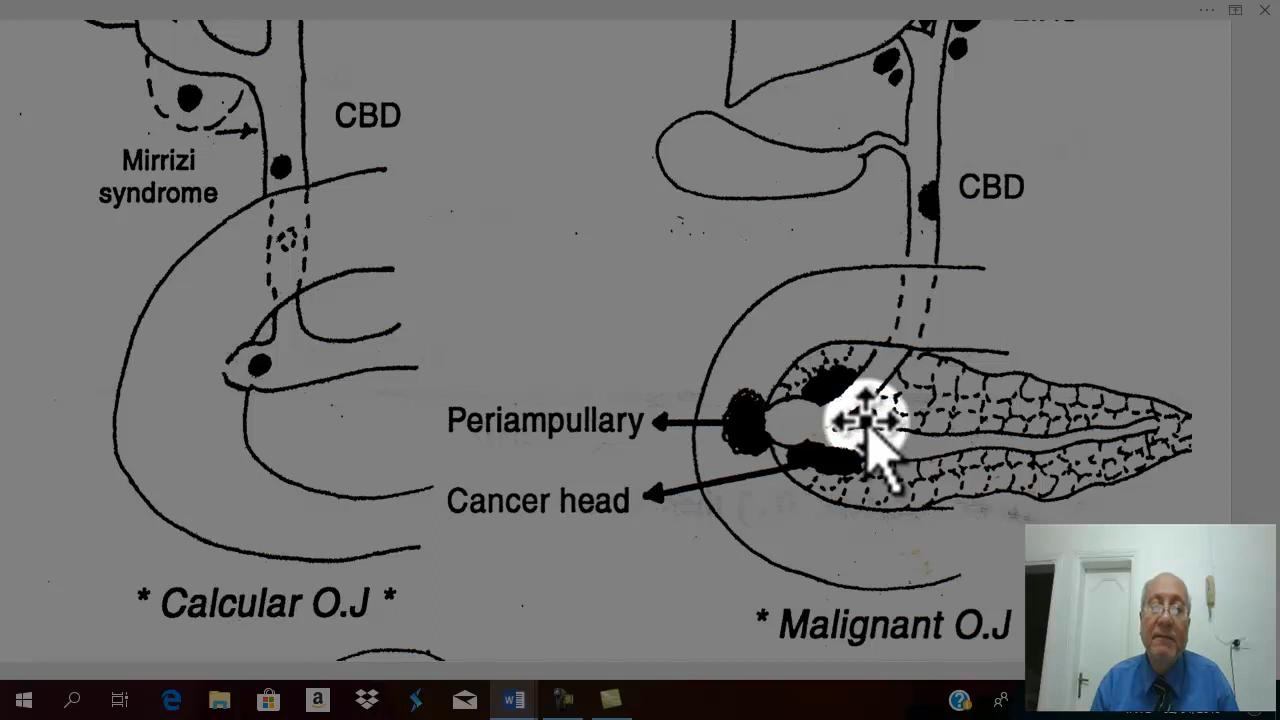 CBD
Mirrizi
syndrome
CBD
Periampullary
Cancer head
* Calcular O.J *
* Malignant O.J